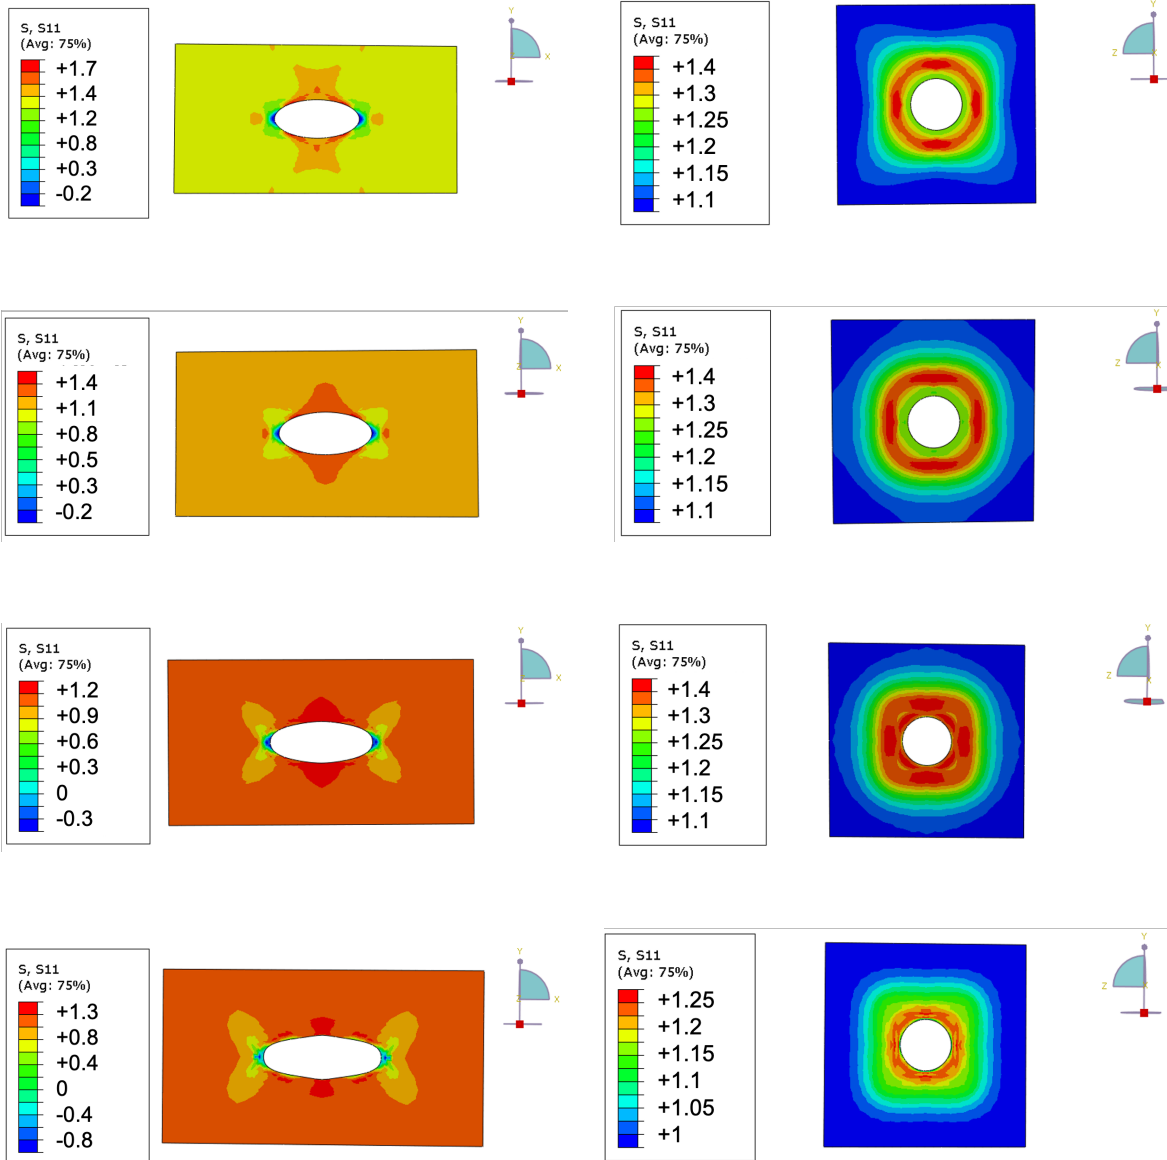 S, S11
(Avg: 75%)
+1.7
+1.4
+1.2
+0.8
+0.3
-0.2
Y
X
S, S11
(Avg: 75%)
+1.4
+1.3
+1.25
+1.2
+1.15
+1.1
Y
Z
S, S11
(Avg: 75%)
+1.4
+1.1
+0.8
+0.5
+0.3
-0.2
Y
X
S, S11
(Avg: 75%)
+1.4
+1.3
+1.25
+1.2
+1.15
+1.1
Y
Z
S, S11
(Avg: 75%)
+1.2
+0.9
+0.6
+0.3
0
-0.3
Y
X
S, S11
(Avg: 75%)
+1.4
+1.3
+1.25
+1.2
+1.15
+1.1
Y
Z
S, S11
(Avg: 75%)
+1.3
+0.8
+0.4
0
-0.4
-0.8
Y
X
S, S11
(Avg: 75%)
+1.25
+1.2
+1.15
+1.1
+1.05
+1
Y
Z